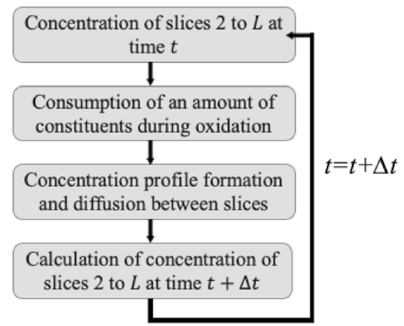 Concentration of slices 2 to L at
time t
Consumption of an amount of
constituents during oxidation
t=t+Δt
Concentration profile formation
and diffusion between slices
Calculation of concentration of
slices 2 to L at time t + Δt